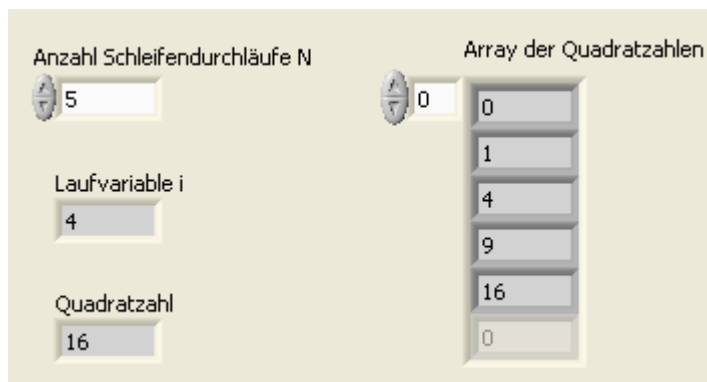 Anzahl Schleifendurchläufe N
5
Laufvariable i
4
Quadratzahl
16
Array der Quadratzahlen
0
0
1
4
9
16
0